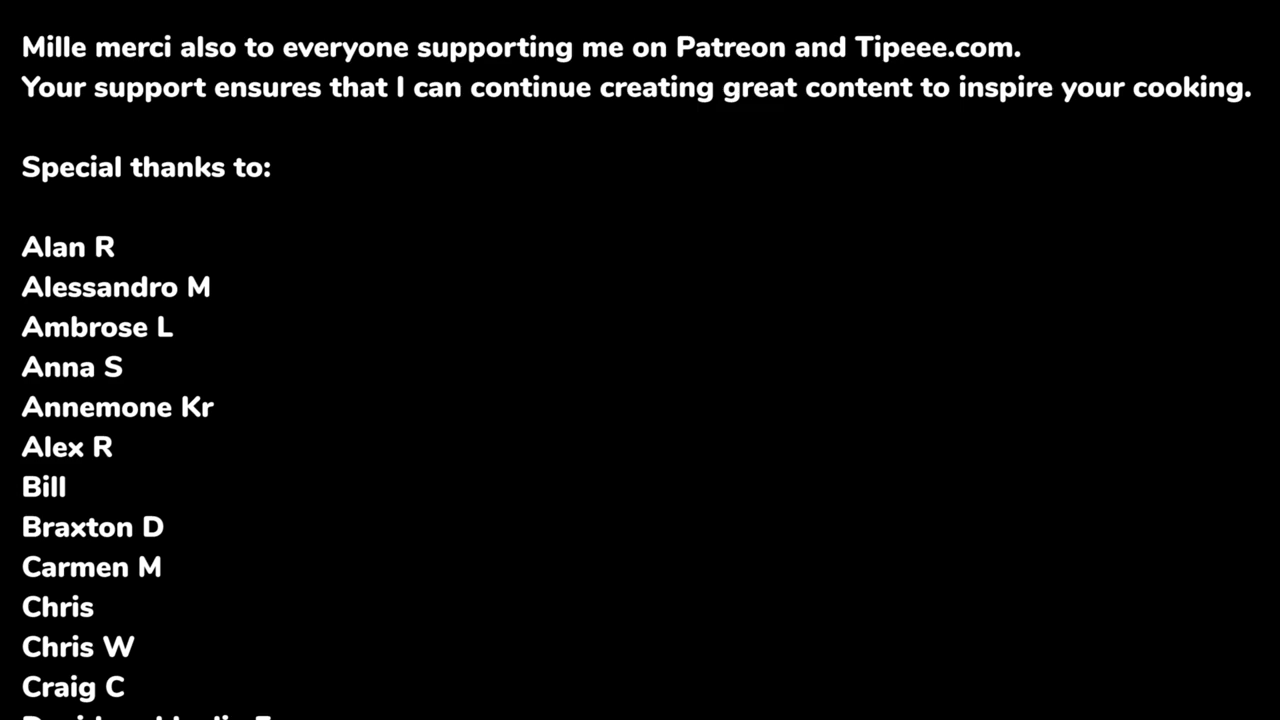 Mille merci also to everyone supporting me on Patreon and Tipeee.com.
Your support ensures that I can continue creating great content to inspire your cooking.
Special thanks to:
Alan R
Alessandro M
Ambrose L
Anna S
Annemone Kr
Alex R
Bill
Braxton D
Carmen M
Chris
Chris W
Craig C